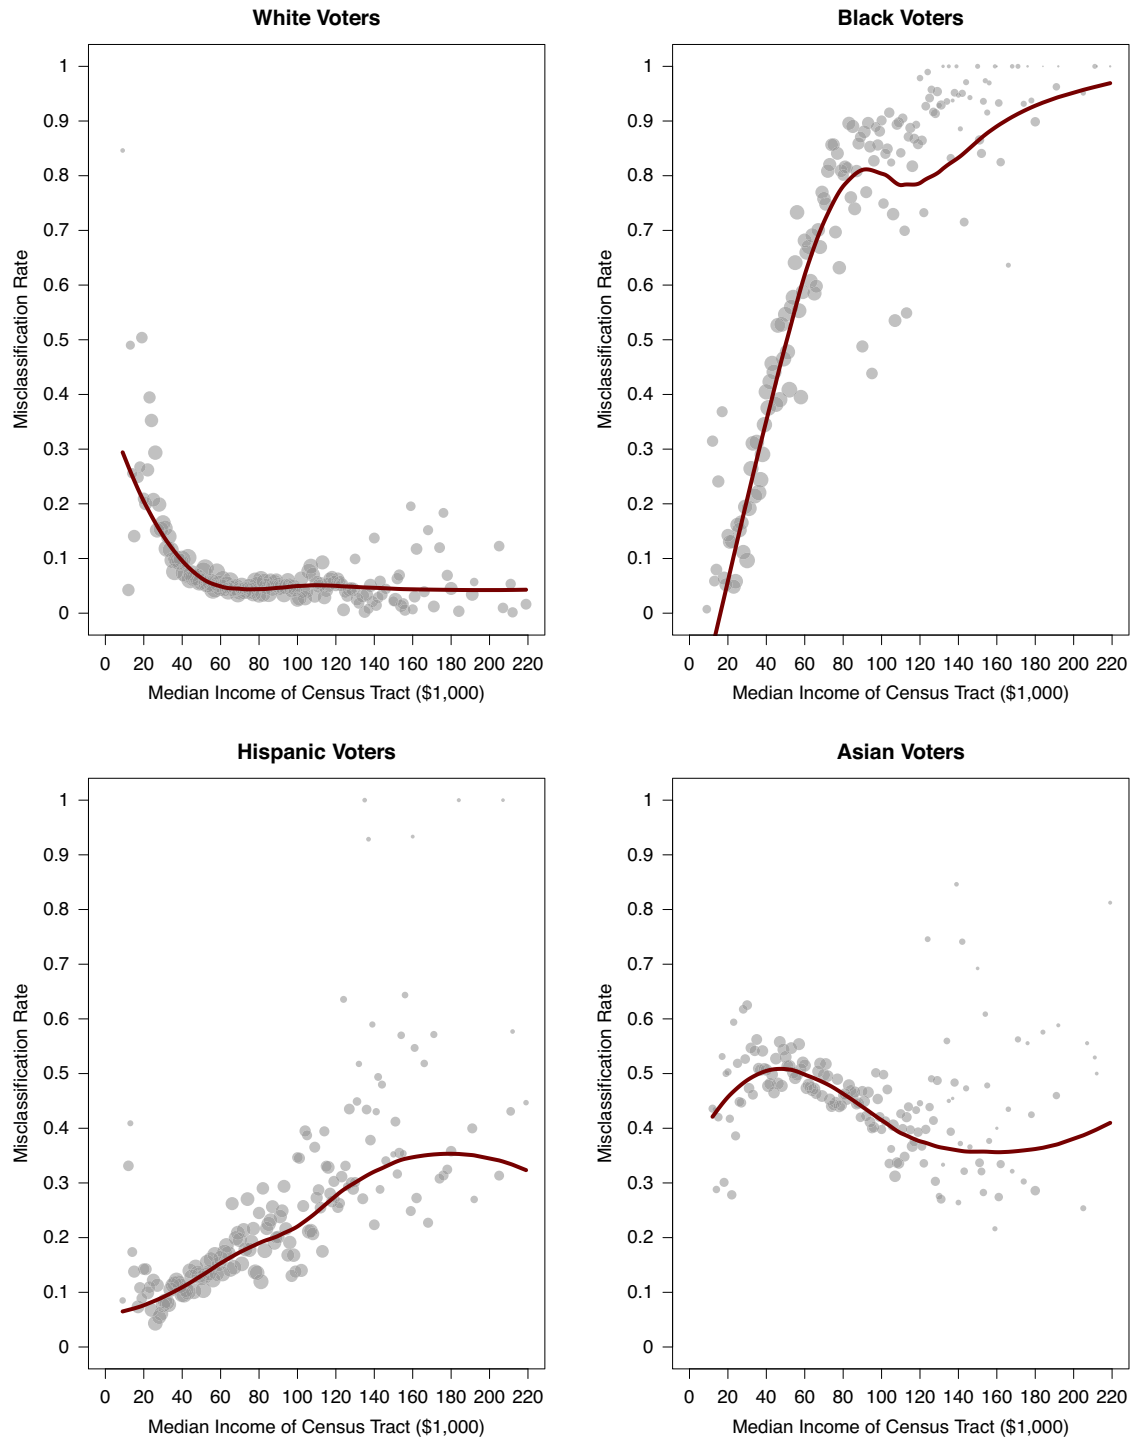 White Voters
Misclassification Rate
1
0.9
0.8
0.7
0.6
0.5
0.4
0.3
0.2
0.1
0
0 20 40 60 80 100 120 140 160 180 200 220
Median Income of Census Tract ($1,000)
Black Voters
Misclassification Rate
1
0.9
0.8
0.7
0.6
0.5
0.4
0.3
0.2
0.1
0
0 20 40 60 80 100 120 140 160 180 200 220
Median Income of Census Tract ($1,000)
Hispanic Voters
Misclassification Rate
1
0.9
0.8
0.7
0.6
0.5
0.4
0.3
0.2
0.1
0
0 20 40 60 80 100 120 140 160 180 200 220
Median Income of Census Tract ($1,000)
Asian Voters
Misclassification Rate
1
0.9
0.8
0.7
0.6
0.5
0.4
0.3
0.2
0.1
0
0 20 40 60 80 100 120 140 160 180 200 220
Median Income of Census Tract ($1,000)